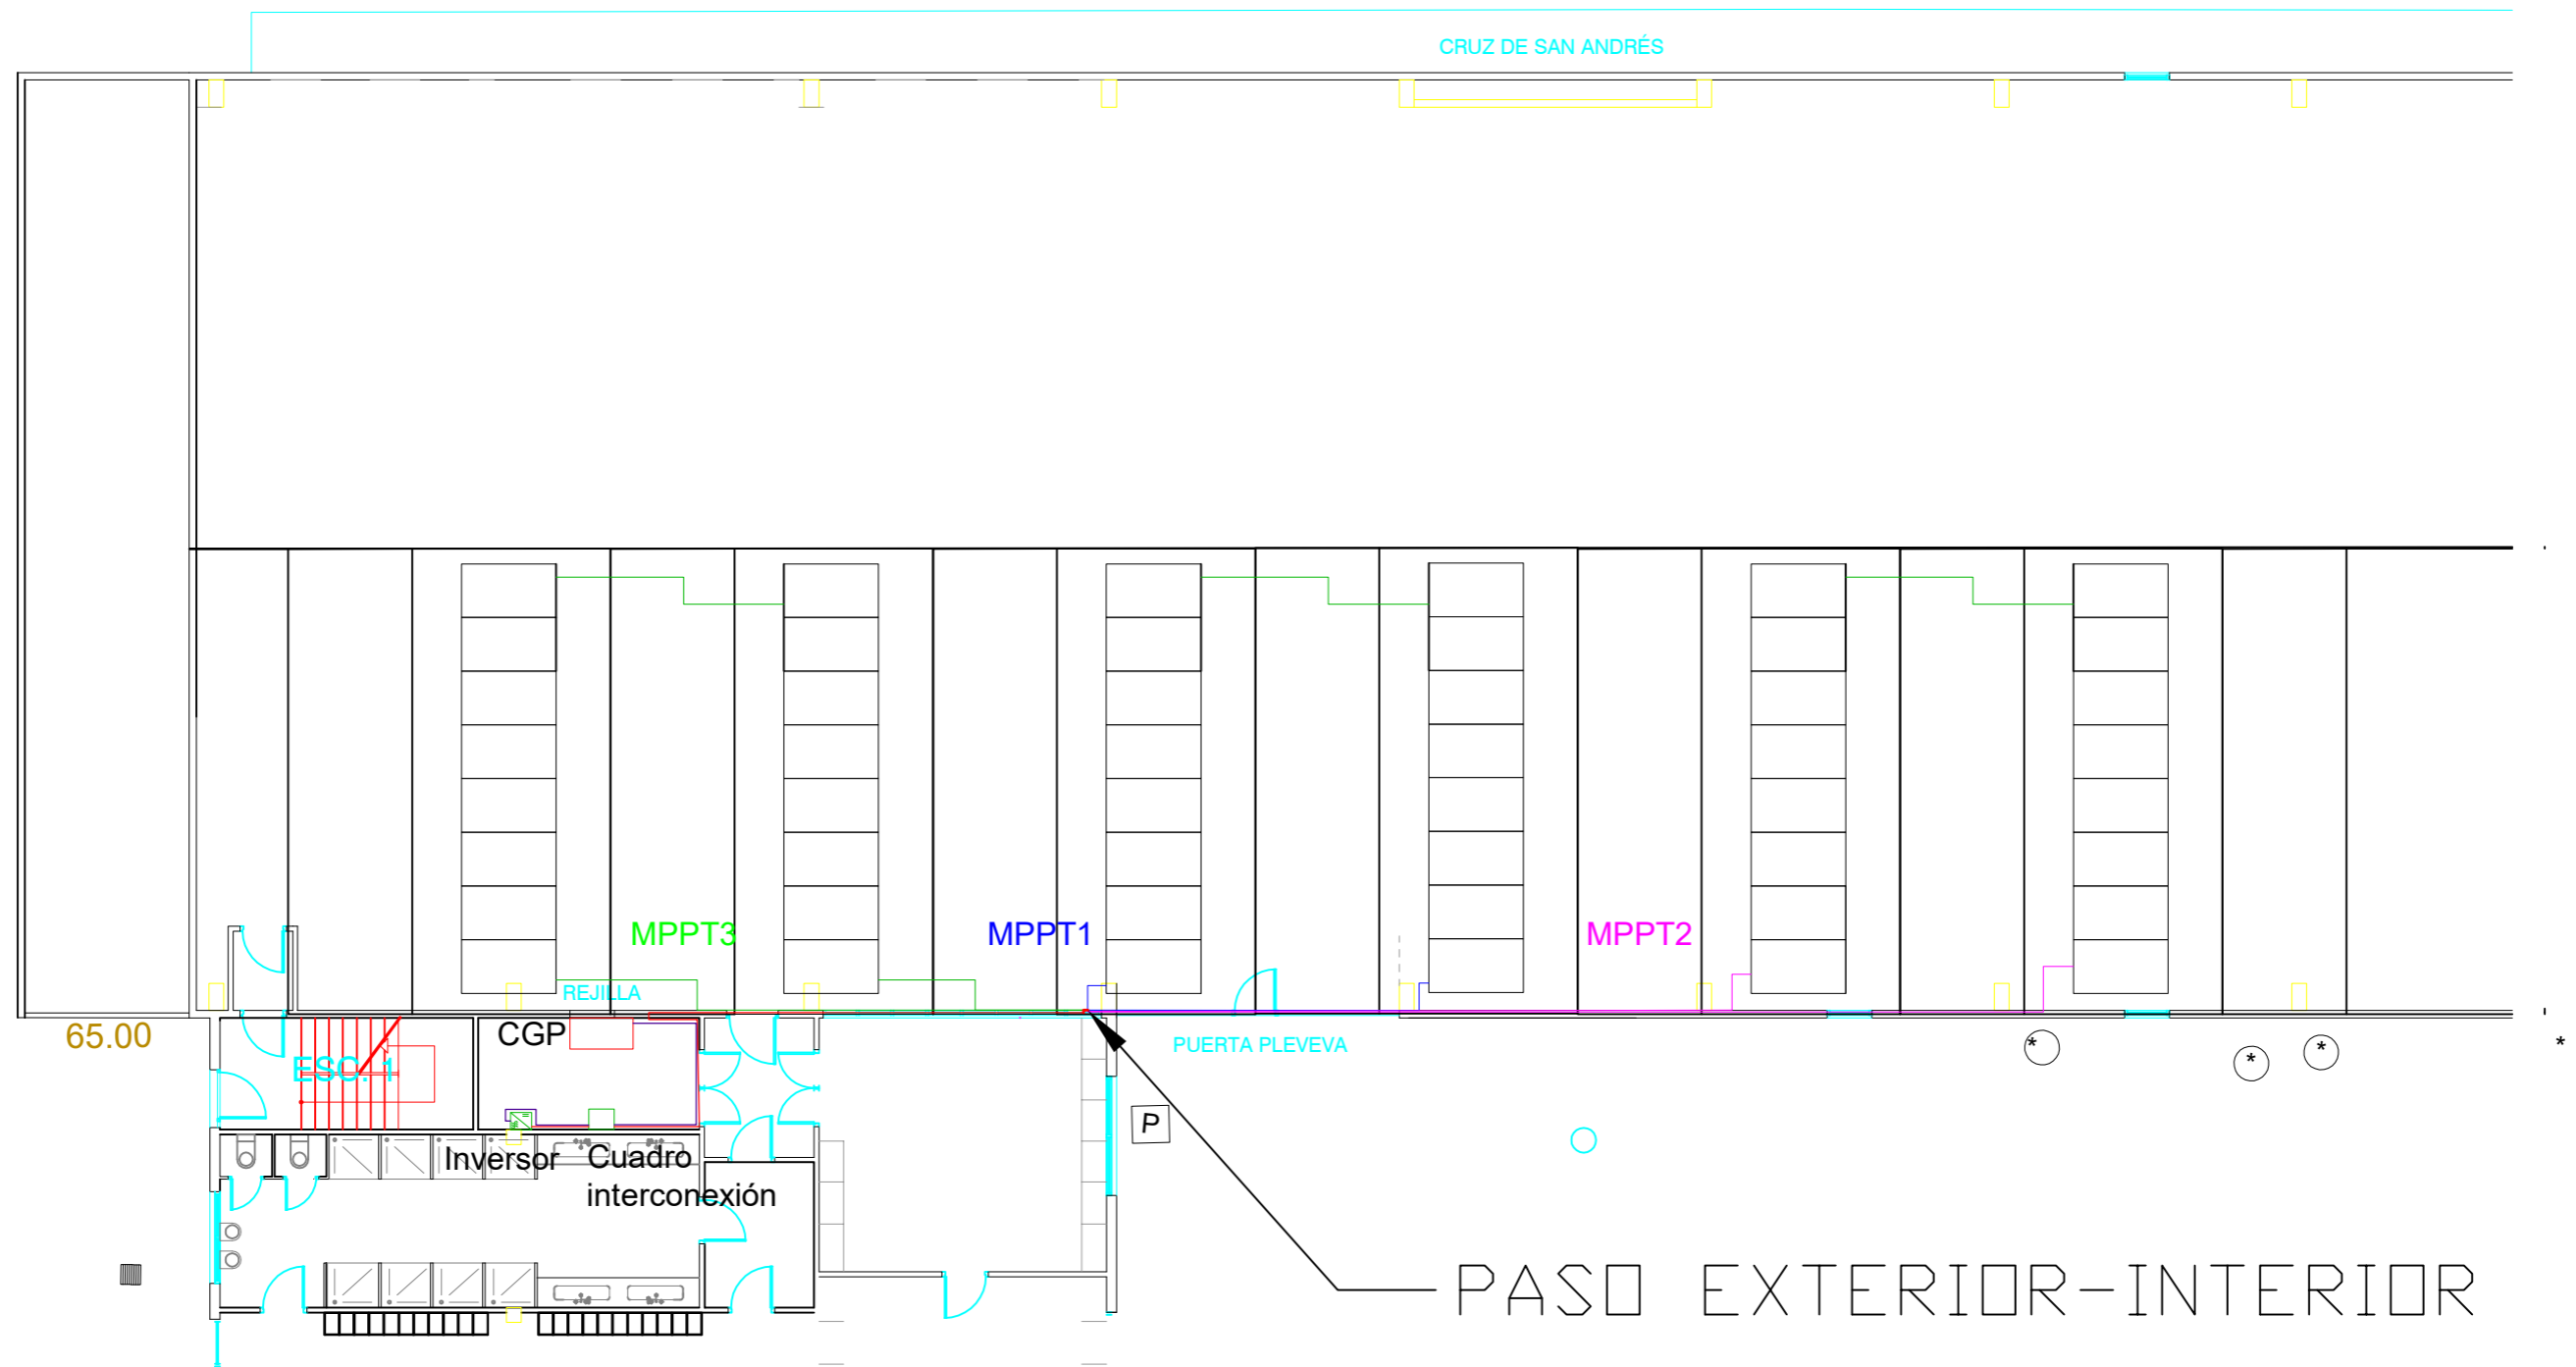 CRUZ DE SAN ANDRÉS
MPPT3
MPPT1
MPPT2
REJILLA
65.00
CGP
ESC. 1
PUERTA PLEVEVA
P
Inversor
Cuadro
interconexión
PASO EXTERIOR-INTERIOR
*
*
*
*